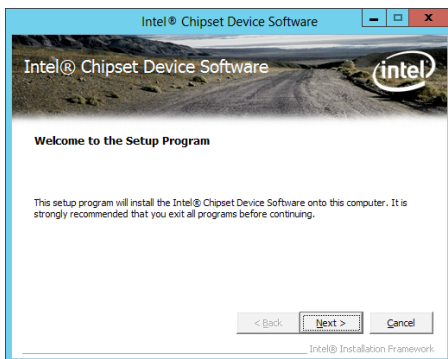 Intel® Chipset Device Software
x
Intel® Chipset Device Software
intel
Welcome to the Setup Program
This setup program will install the Intel® Chipset Device Software onto this computer. It is
strongly recommended that you exit all programs before continuing.
< Back Next > Cancel
Intel® Installation Framework